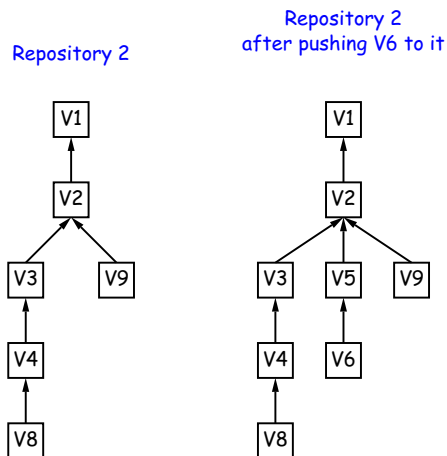 Repository 2
V1
V2
V3 V9
V4
V8
Repository 2
after pushing V6 to it
V1
V2
V3 V5 V9
V4 V6
V8